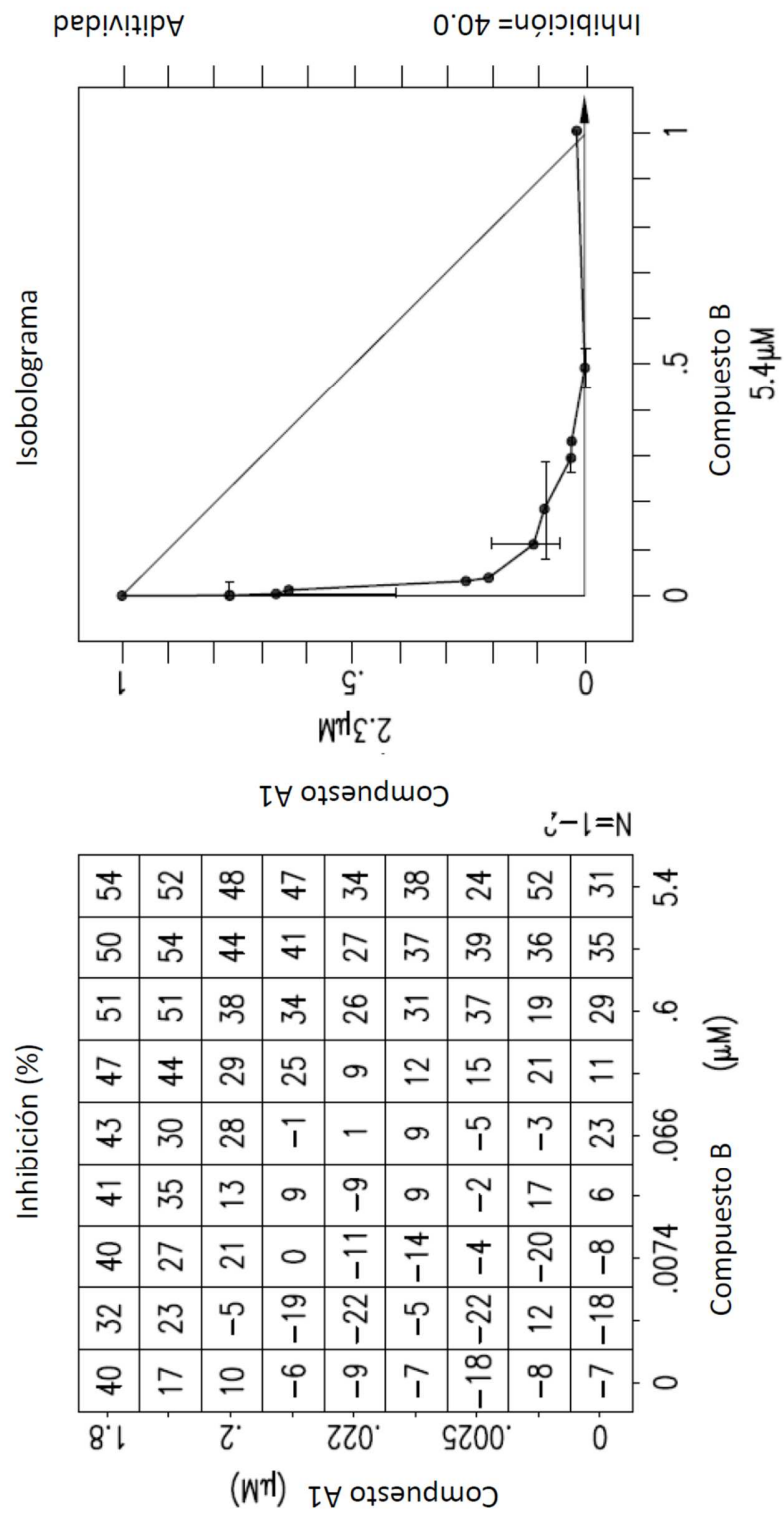 Inhibición (%)
Compuesto A1 (µM)
1.8 40 32 40 41 43 47 51 50 54
17 23 27 35 30 44 51 54 52
.2 10 −5 21 13 28 29 38 44 48
−6 −19 0 9 −1 25 34 41 47
.022 −9 −22 −11 −9 1 9 26 27 34
−7 −5 −14 9 9 12 31 37 38
.0025 −18 −22 −4 −2 −5 15 37 39 24
−8 12 −20 17 −3 21 19 36 52
0 −7 −18 −8 6 23 11 29 35 31
N=1−2
0 .0074 .066 .6 5.4
Compuesto B (µM)
Isobolograma
Compuesto A1
2.3µM
1
.5
0
0 .5 1
Compuesto B
5.4µM
Aditividad
Inhibición=40.0